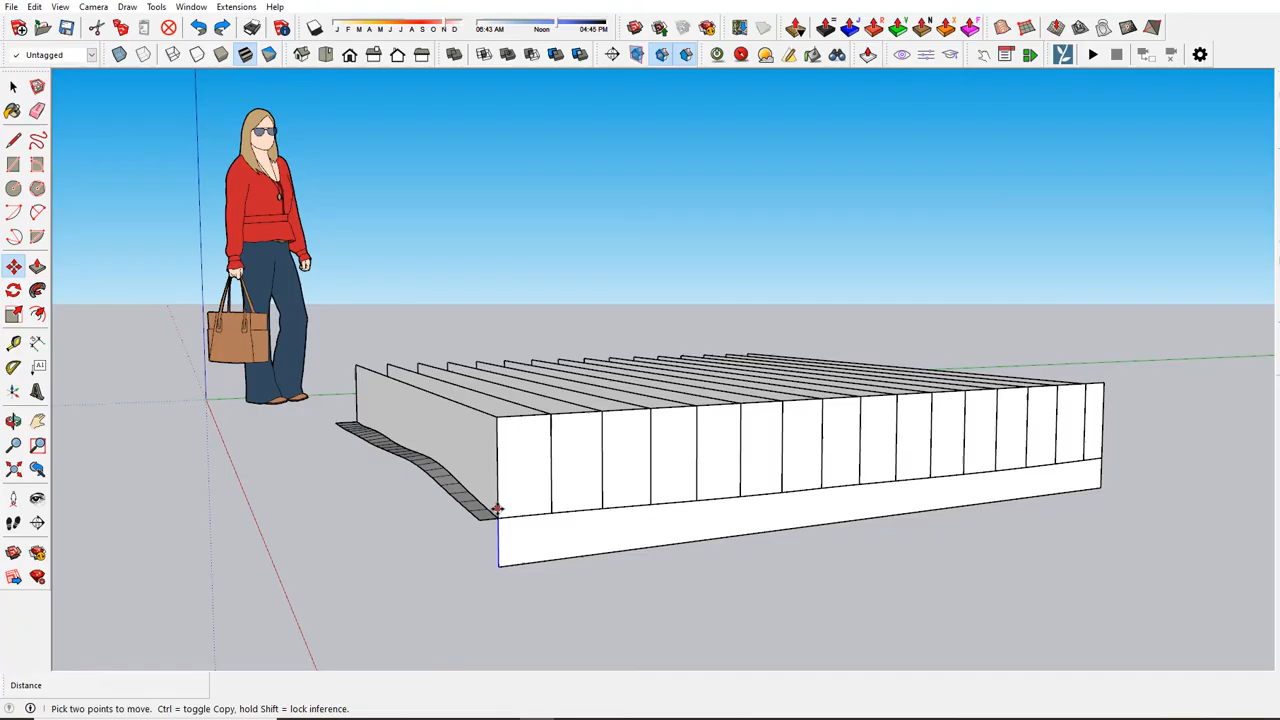 File Edit View Camera Draw Tools Window Extensions Help
J F M A M J J A S O N D
06:43 AM Noon 04:45 PM
✓ Untagged
A1
Distance
Pick two points to move. Ctrl = toggle Copy, hold Shift = lock inference.